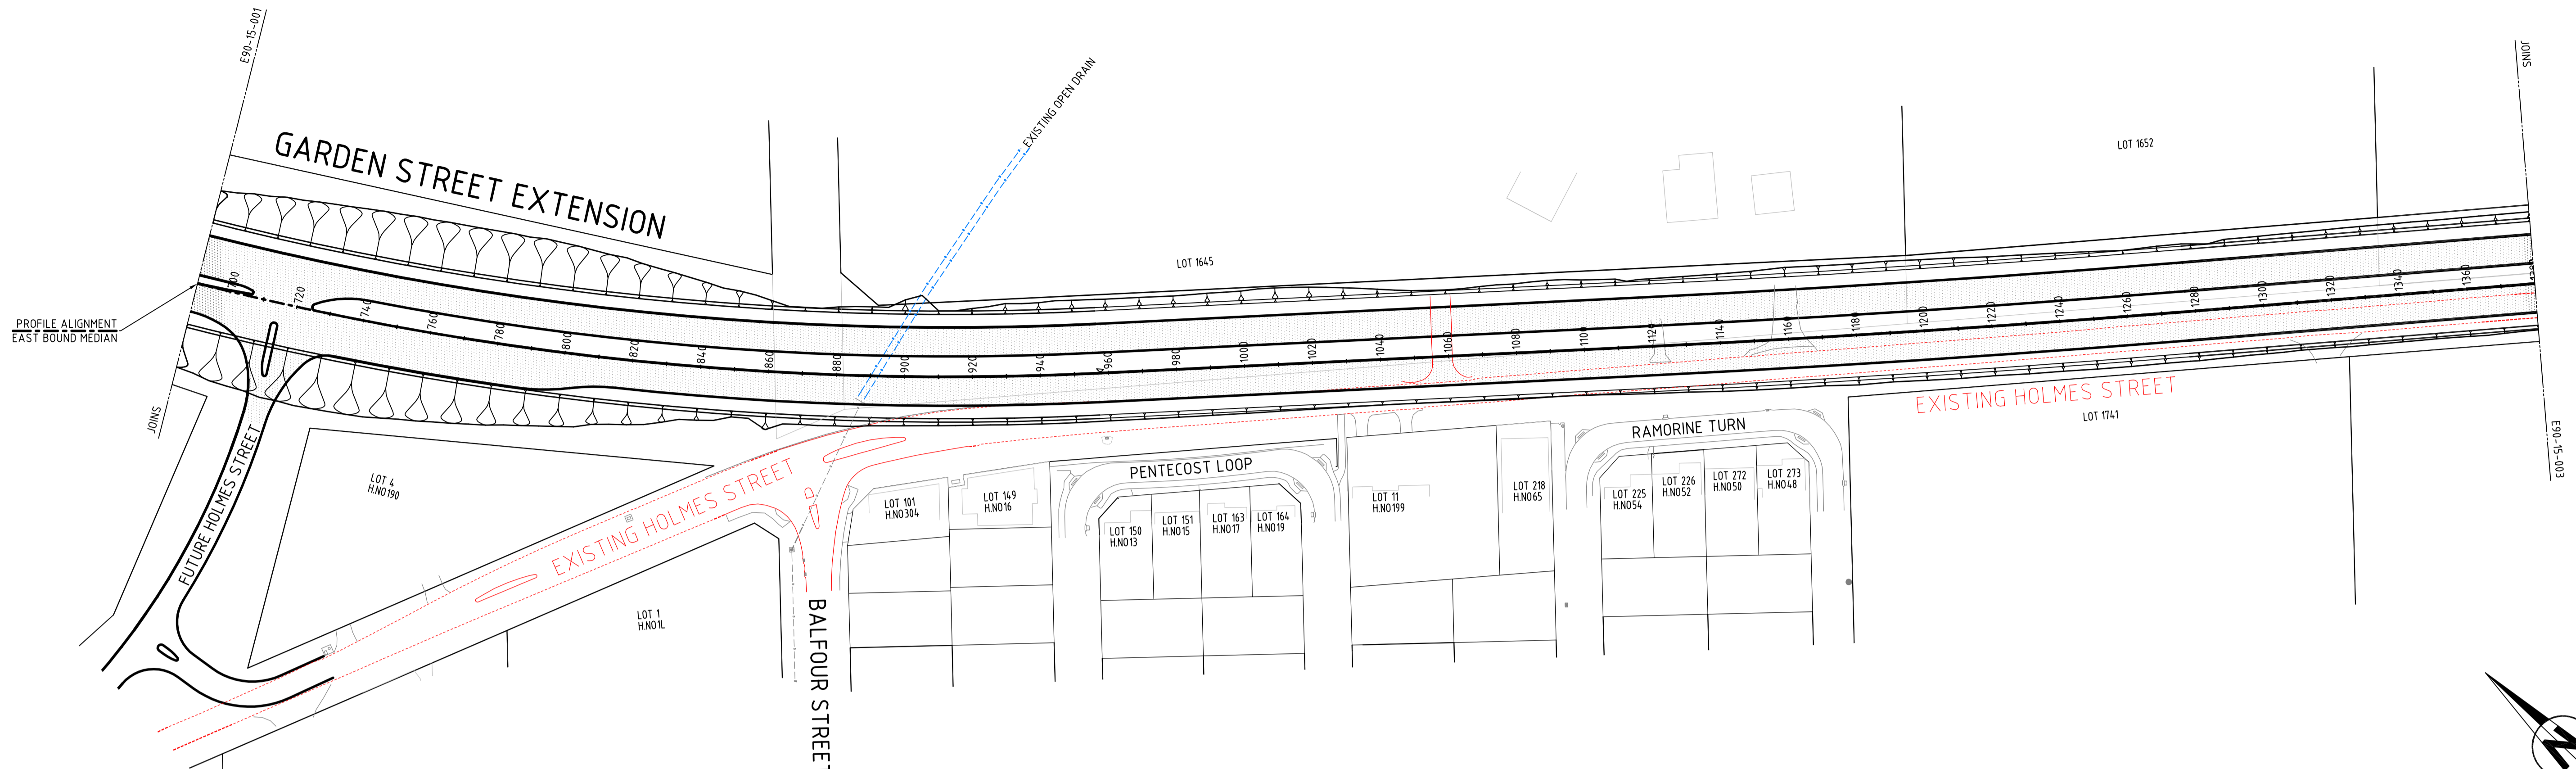 E90-15-001
GARDEN STREET EXTENSION
EXISTING OPEN DRAIN
JOINS
LOT 1652
LOT 1645
PROFILE ALIGNMENT
EAST BOUND MEDIAN
700
720
740
760
780
800
820
840
860
880
900
920
940
960
980
1000
1020
1040
1060
1080
1100
1120
1140
1160
1180
1200
1220
1240
1260
1280
1300
1320
1340
1360
1380
JOINS
EXISTING HOLMES STREET
LOT 1741
E90-15-003
FUTURE HOLMES STREET
LOT 4
H.NO190
EXISTING HOLMES STREET
LOT 1
H.NO1L
BALFOUR STREET
LOT 101
H.NO304
LOT 149
H.NO16
PENTECOST LOOP
LOT 150
H.NO13
LOT 151
H.NO15
LOT 163
H.NO17
LOT 164
H.NO19
LOT 11
H.NO199
LOT 218
H.NO65
RAMORINE TURN
LOT 225
H.NO54
LOT 226
H.NO52
LOT 272
H.NO50
LOT 273
H.NO48
N